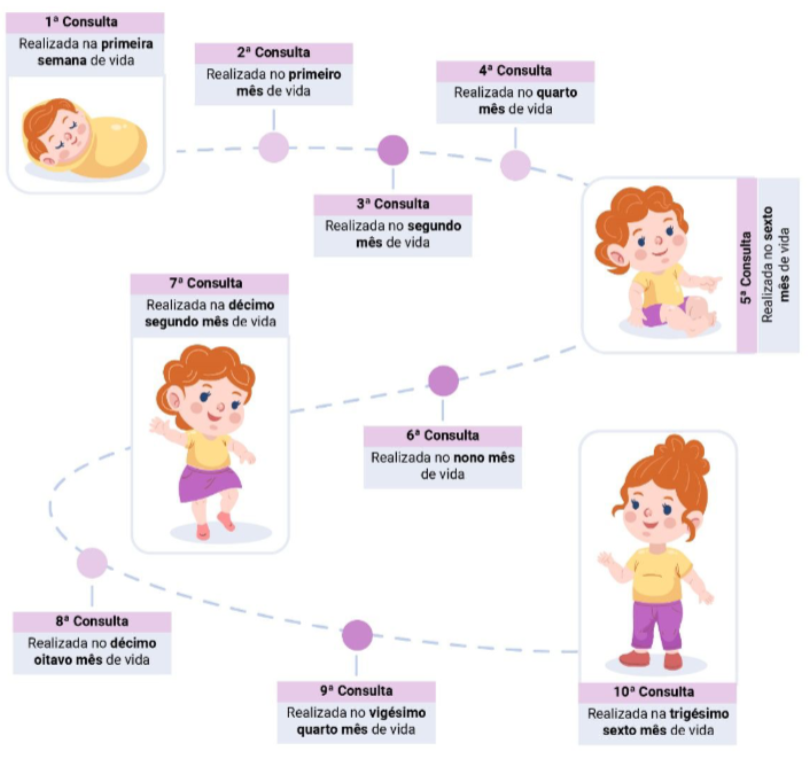 1ª Consulta
Realizada na primeira
semana de vida
2ª Consulta
Realizada no primeiro
mês de vida
3ª Consulta
Realizada no segundo
mês de vida
4ª Consulta
Realizada no quarto
mês de vida
5ª Consulta
Realizada no sexto
mês de vida
6ª Consulta
Realizada no nono mês
de vida
7ª Consulta
Realizada na décimo
segundo mês de vida
8ª Consulta
Realizada no décimo
oitavo mês de vida
9ª Consulta
Realizada no vigésimo
quarto mês de vida
10ª Consulta
Realizada na trigésimo
sexto mês de vida